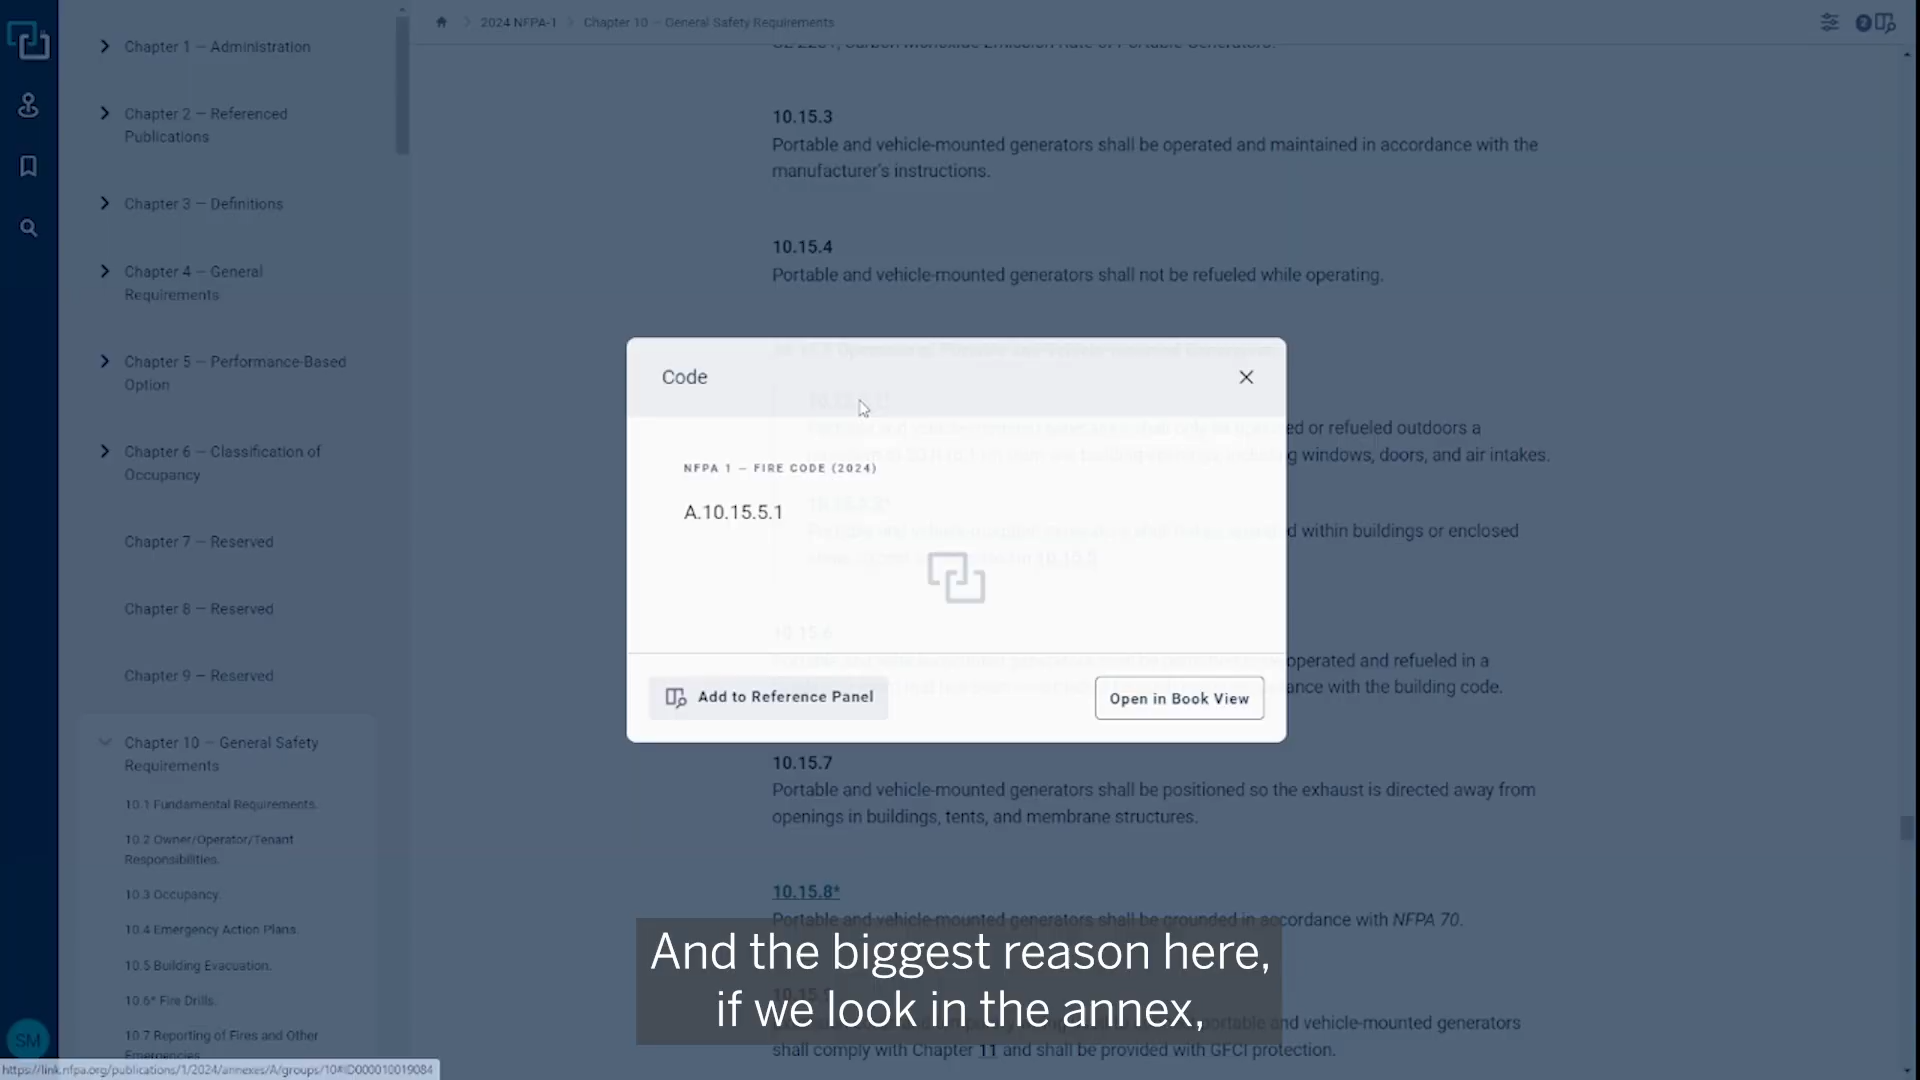 2024 NFPA-1
Chapter 10 – General Safety Requirements
Chapter 1 – Administration
Chapter 2 – Referenced
Publications
Chapter 3 – Definitions
Chapter 4 – General
Requirements
Chapter 5 – Performance-Based
Option
Chapter 6 – Classification of
Occupancy
Chapter 7 – Reserved
Chapter 8 – Reserved
Chapter 9 – Reserved
Chapter 10 – General Safety
Requirements
10.1 Fundamental Requirements.
10.2 Owner/Operator/Tenant
Responsibilities.
10.3 Occupancy.
10.4 Emergency Action Plans.
10.5 Building Evacuation.
10.6* Fire Drills.
10.7 Reporting of Fires and Other
Emergencies
SM
https://link.nfpa.org/publications/1/2024/annexes/A/groups/10#ID000010019084
10.15.3
Portable and vehicle-mounted generators shall be operated and maintained in accordance with the
manufacturer's instructions.
10.15.4
Portable and vehicle-mounted generators shall not be refueled while operating.
Code
or refueled outdoors a
windows, doors, and air intakes.
NFPA 1 – FIRE CODE (2024)
A.10.15.5.1
within buildings or enclosed
10.15.6
operated and refueled in a
with the building code.
Add to Reference Panel
Open in Book View
10.15.7
Portable and vehicle-mounted generators shall be positioned so the exhaust is directed away from
openings in buildings, tents, and membrane structures.
10.15.8*
Portable and vehicle-mounted generators shall be grounded in accordance with NFPA 70.
And the biggest reason here,
if we look in the annex,
portable and vehicle-mounted generators
shall comply with Chapter 11 and shall be provided with GFCI protection.